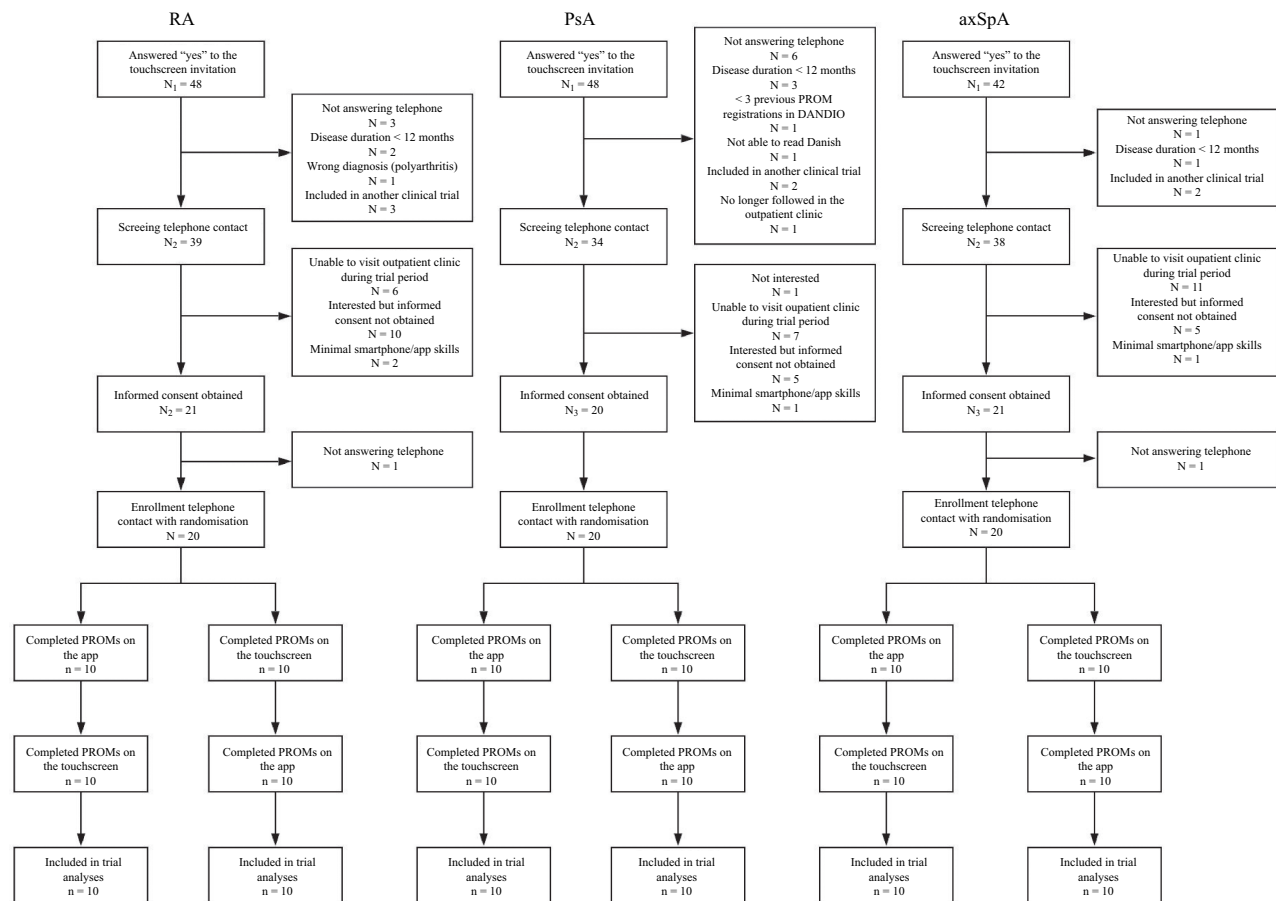 RA
Answered “yes” to the
touchscreen invitation
N₁ = 48
Not answering telephone
N = 3
Disease duration < 12 months
N = 2
Wrong diagnosis (polyarthritis)
N = 1
Included in another clinical trial
N = 3
Screeing telephone contact
N₂ = 39
Unable to visit outpatient clinic
during trial period
N = 6
Interested but informed
consent not obtained
N = 10
Minimal smartphone/app skills
N = 2
Informed consent obtained
N₂ = 21
Not answering telephone
N = 1
Enrollment telephone
contact with randomisation
N = 20
Completed PROMs on
the app
n = 10
Completed PROMs on
the touchscreen
n = 10
Completed PROMs on
the touchscreen
n = 10
Completed PROMs on
the app
n = 10
Included in trial
analyses
n = 10
Included in trial
analyses
n = 10
PsA
Answered “yes” to the
touchscreen invitation
N₁ = 48
Not answering telephone
N = 6
Disease duration < 12 months
N = 3
< 3 previous PROM
registrations in DANDIO
N = 1
Not able to read Danish
N = 1
Included in another clinical trial
N = 2
No longer followed in the
outpatient clinic
N = 1
Screeing telephone contact
N₂ = 34
Not interested
N = 1
Unable to visit oupatient clinic
during trial period
N = 7
Interested but informed
consent not obtained
N = 5
Minimal smartphone/app skills
N = 1
Informed consent obtained
N₃ = 20
Enrollment telephone
contact with randomisation
N = 20
Completed PROMs on
the app
n = 10
Completed PROMs on
the touchscreen
n = 10
Completed PROMs on
the touchscreen
n = 10
Completed PROMs on
the app
n = 10
Included in trial
analyses
n = 10
Included in trial
analyses
n = 10
axSpA
Answered “yes” to the
touchscreen invitation
N₁ = 42
Not answering telephone
N = 1
Disease duration < 12 months
N = 1
Included in another clinical trial
N = 2
Screeing telephone contact
N₂ = 38
Unable to visit oupatient clinic
during trial period
N = 11
Interested but informed
consent not obtained
N = 5
Minimal smartphone/app skills
N = 1
Informed consent obtained
N₃ = 21
Not answering telephone
N = 1
Enrollment telephone
contact with randomisation
N = 20
Completed PROMs on
the app
n = 10
Completed PROMs on
the touchscreen
n = 10
Completed PROMs on
the touchscreen
n = 10
Completed PROMs on
the app
n = 10
Included in trial
analyses
n = 10
Included in trial
analyses
n = 10